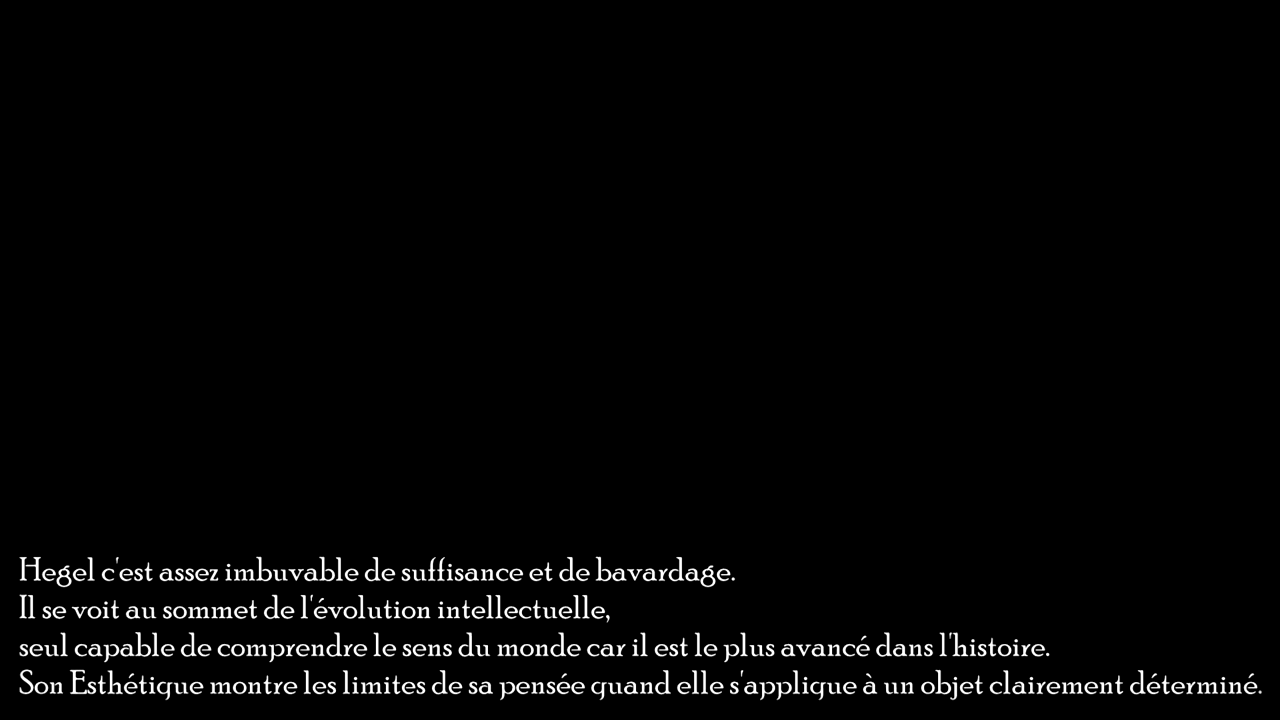 Hegel c'est assez imbuvable de suffisance et de bavardage.
Il se voit au sommet de l'évolution intellectuelle,
seul capable de comprendre le sens du monde car il est le plus avancé dans l'histoire.
Son Esthétique montre les limites de sa pensée quand elle s'applique à un objet clairement déterminé.